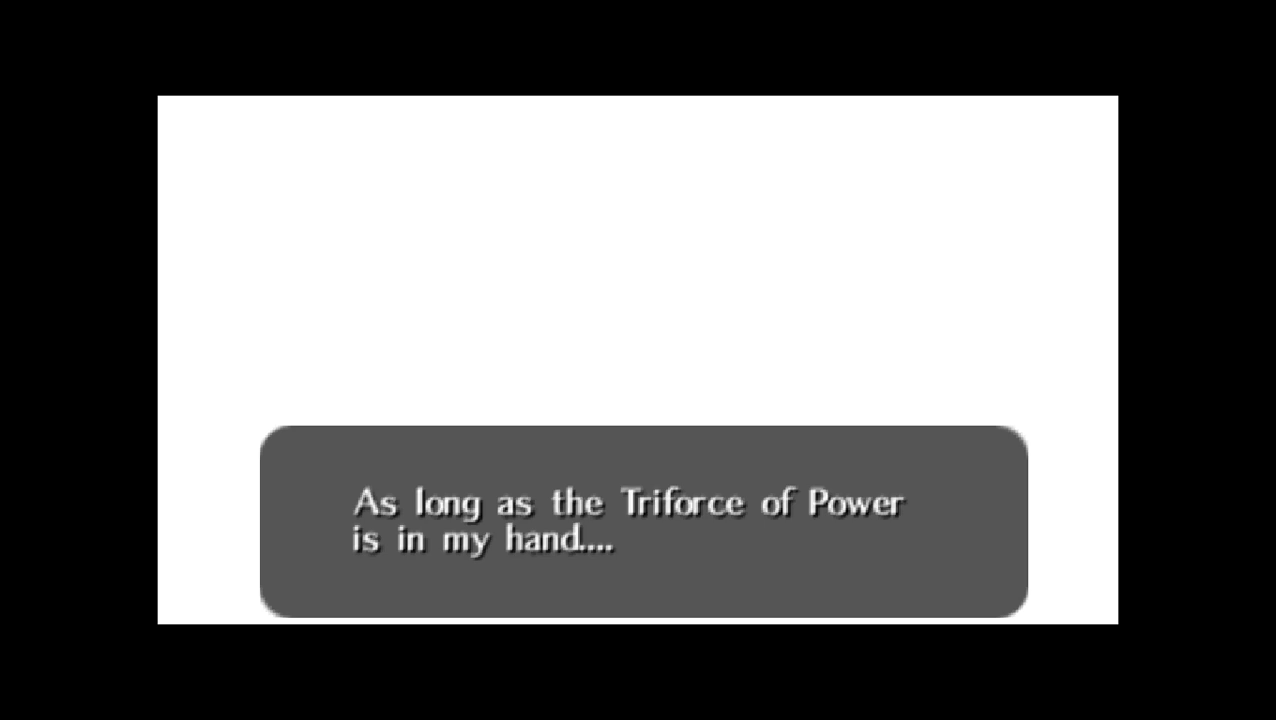 As long as the Triforce of Power
is in my hand....